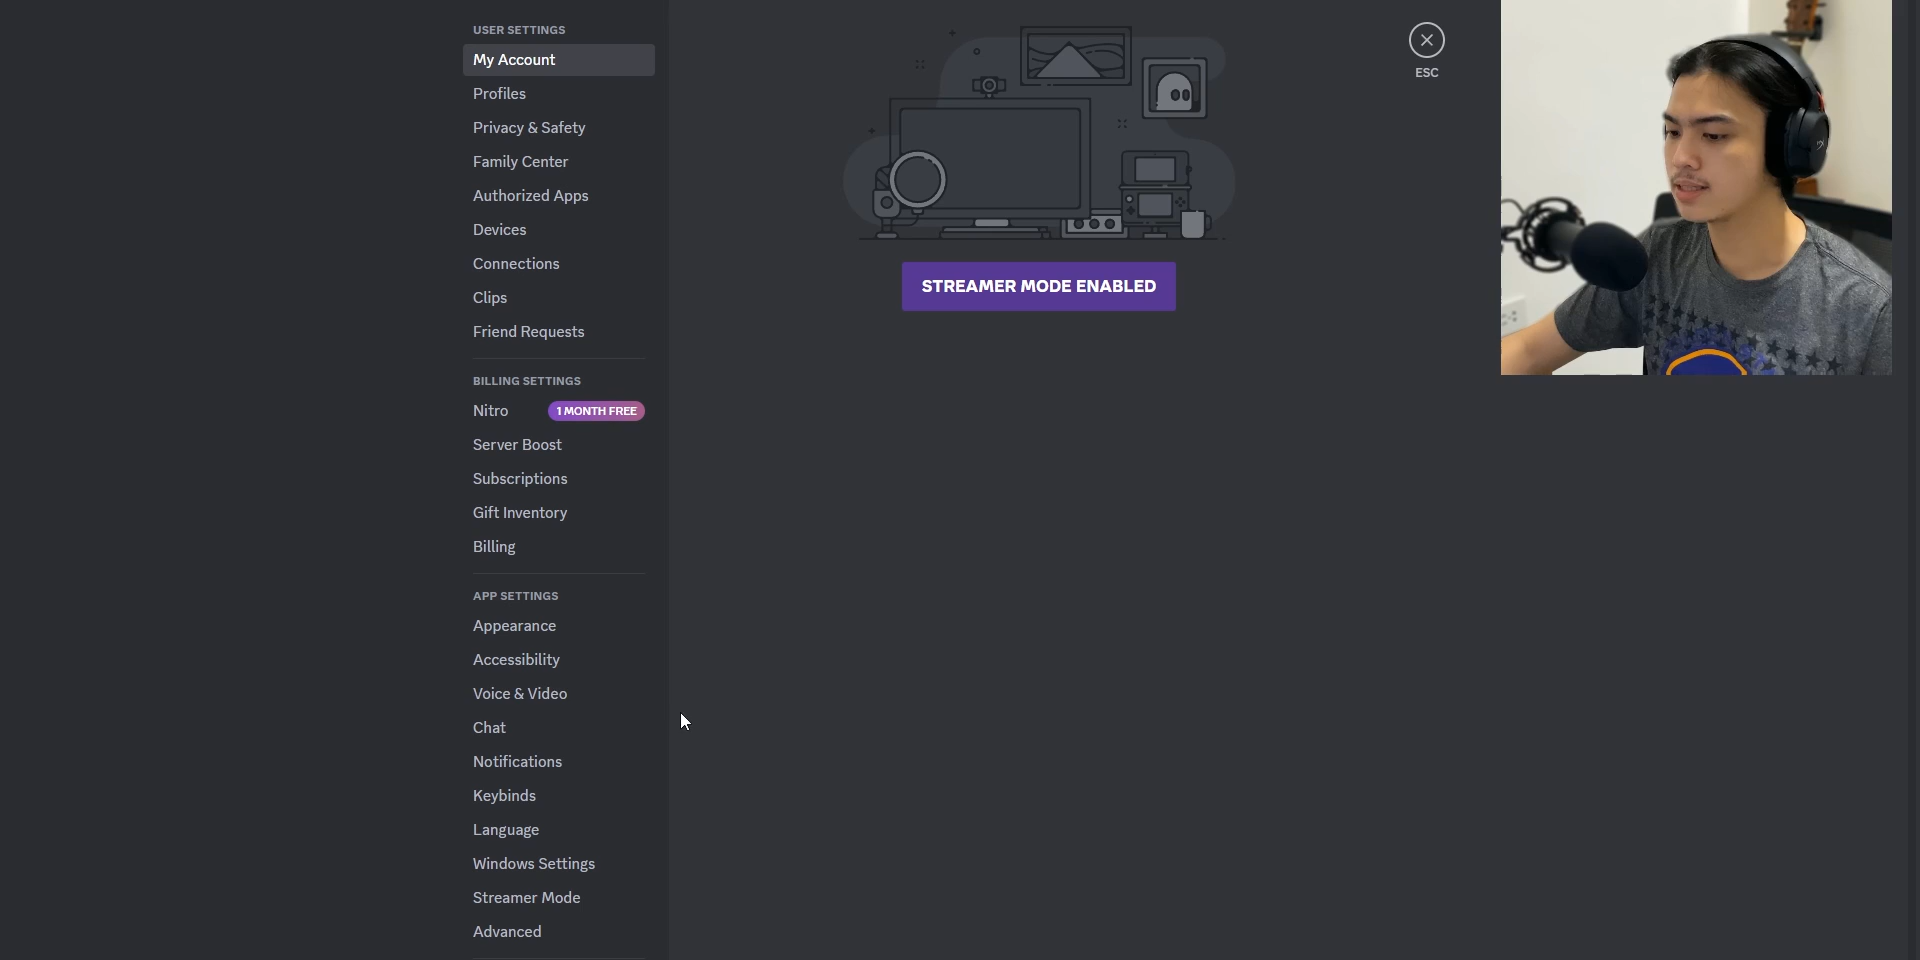 USER SETTINGS
My Account
Profiles
Privacy & Safety
Family Center
Authorized Apps
Devices
Connections
Clips
Friend Requests
BILLING SETTINGS
Nitro 1 MONTH FREE
Server Boost
Subscriptions
Gift Inventory
Billing
APP SETTINGS
Appearance
Accessibility
Voice & Video
Chat
Notifications
Keybinds
Language
Windows Settings
Streamer Mode
Advanced
STREAMER MODE ENABLED
ESC